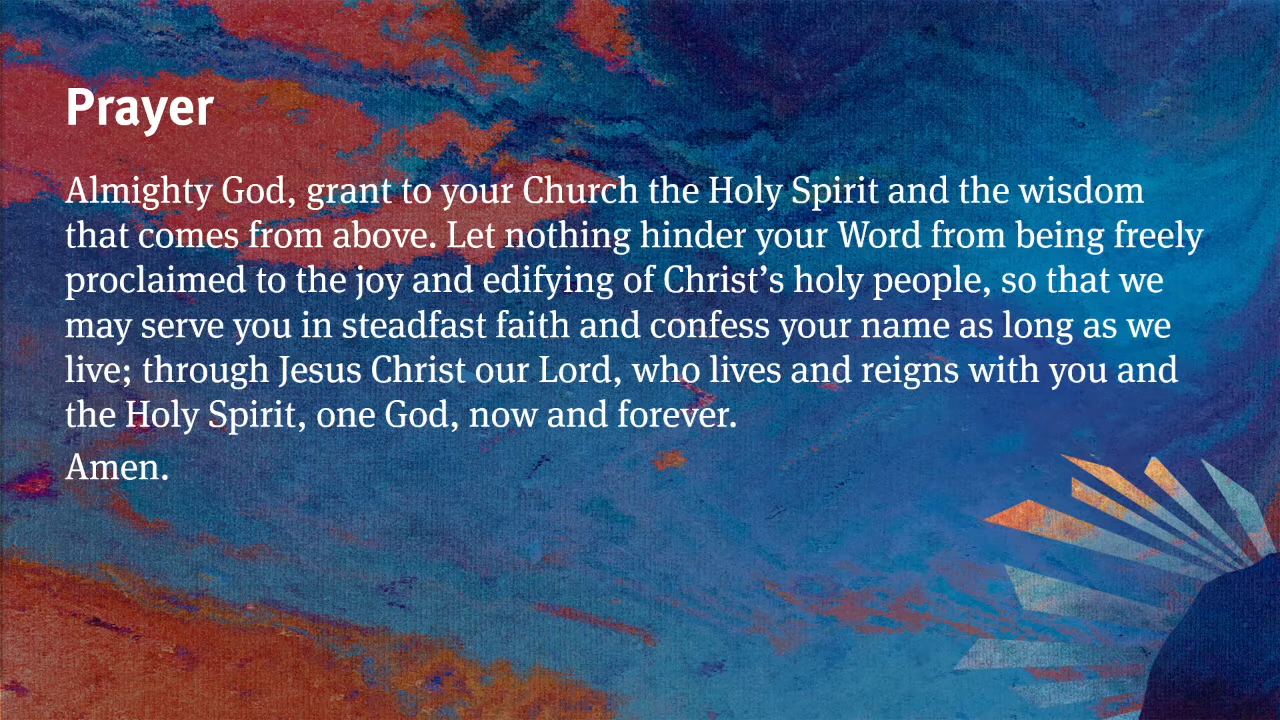 Prayer
Almighty God, grant to your Church the Holy Spirit and the wisdom
that comes from above. Let nothing hinder your Word from being freely
proclaimed to the joy and edifying of Christ’s holy people, so that we
may serve you in steadfast faith and confess your name as long as we
live; through Jesus Christ our Lord, who lives and reigns with you and
the Holy Spirit, one God, now and forever.
Amen.